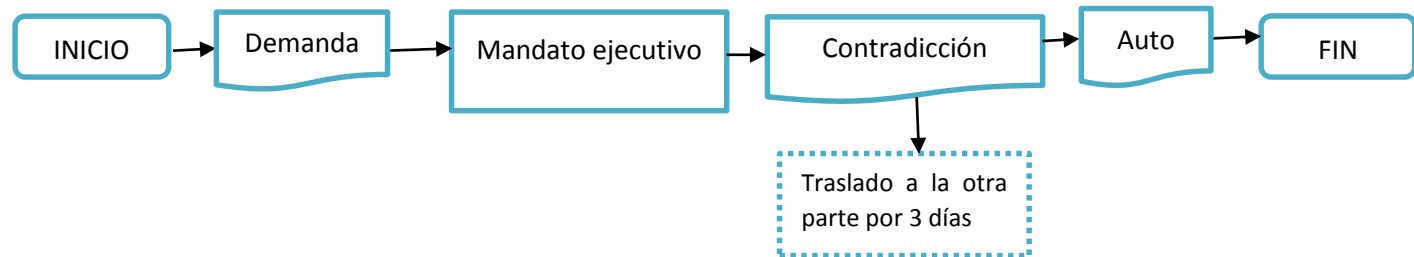 INICIO
Demanda
Mandato ejecutivo
Contradicción
Auto
FIN
Traslado a la otra
parte por 3 días